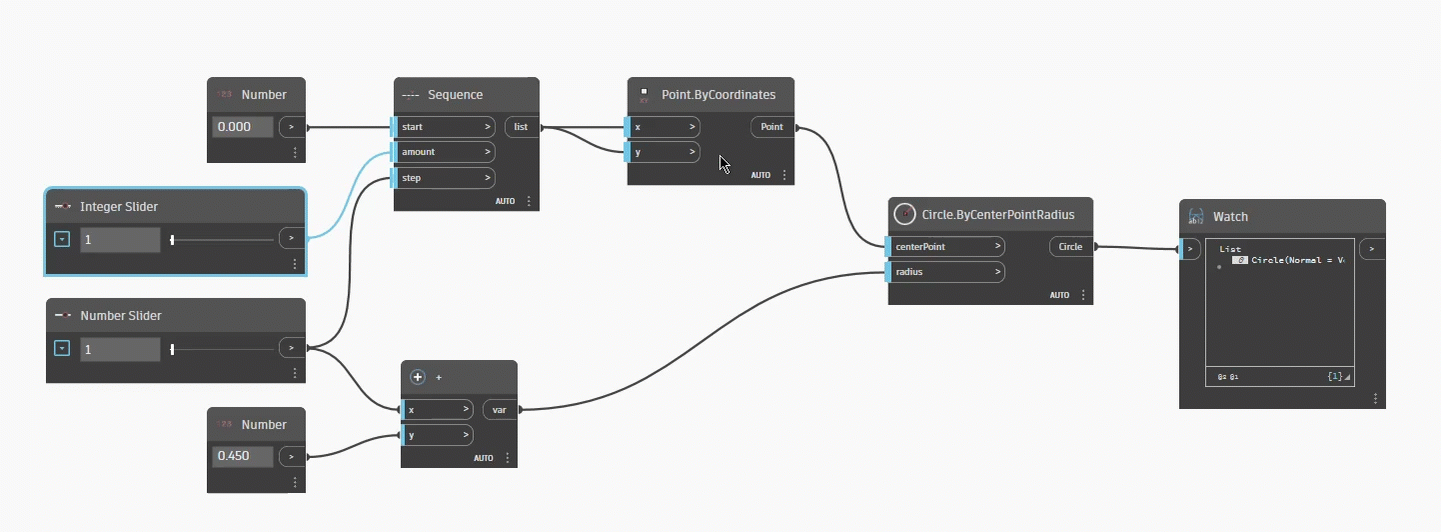 Number
0.000
>
Sequence
start >
list
amount >
step >
AUTO
Point.ByCoordinates
x >
Point
y >
AUTO
Integer Slider
1
>
Number Slider
1
>
Number
0.450
>
+
x >
var
y >
AUTO
Circle.ByCenterPointRadius
centerPoint >
Circle
radius >
AUTO
Watch
>
>
List
0 Circle(Normal = V
@2 @1
{1}